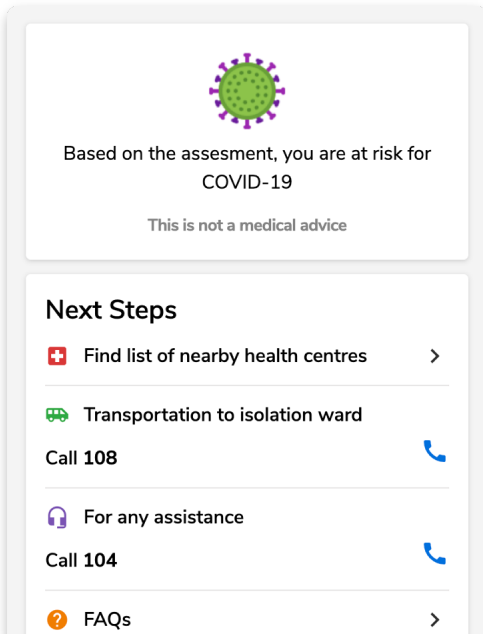 Based on the assesment, you are at risk for
COVID-19
This is not a medical advice
Next Steps
Find list of nearby health centres
Transportation to isolation ward
Call 108
For any assistance
Call 104
FAQs